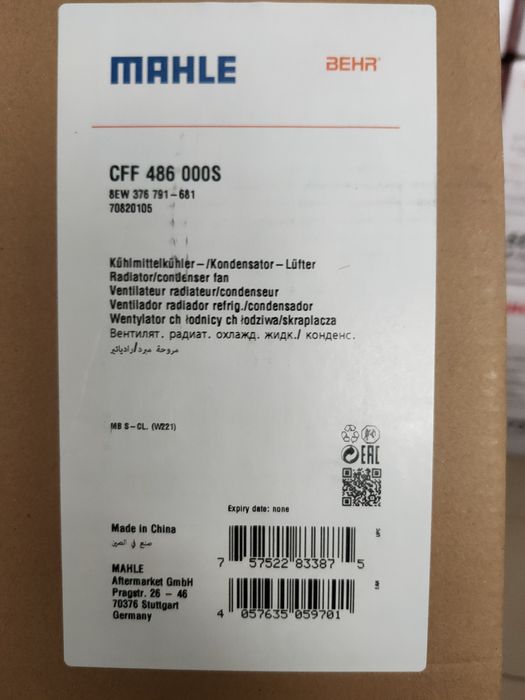 MAHLE
BEHR
CFF 486 000S
8EW 376 791-681
70820105
Kühlmittelkühler-/Kondensator-Lüfter
Radiator/condenser fan
Ventilateur radiateur/condenseur
Ventilador radiador refrig./condensador
Wentylator ch łodnicy ch łodziwa/skraplacza
Вентилят. радиат. охлажд. жидк./ конденс.
مروحة مبرد/رادياتير
MB S-CL. (W221)
EAC
Expiry date: none
Made in China
صنع في الصين
UPC
7 57522 83387 5
MAHLE
Aftermarket GmbH
Pragstr. 26 - 46
70376 Stuttgart
Germany
4 057635 059701